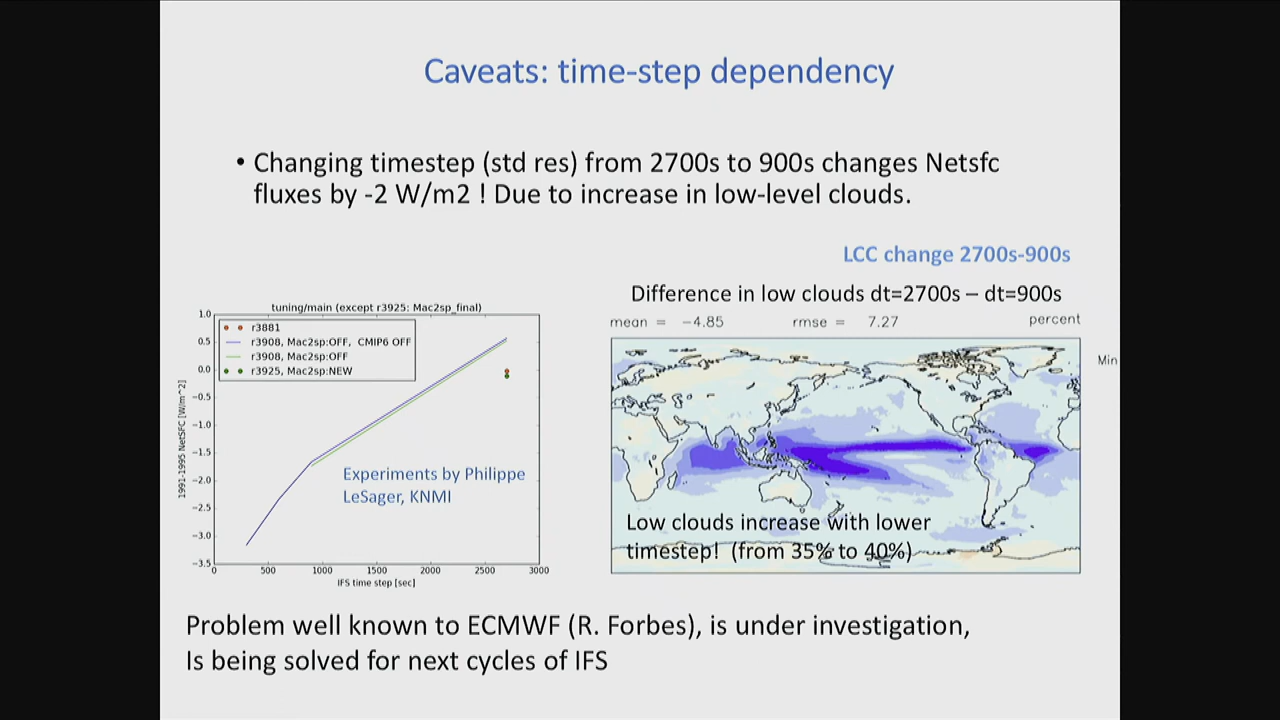 Caveats: time-step dependency
• Changing timestep (std res) from 2700s to 900s changes Netsfc
fluxes by -2 W/m2 ! Due to increase in low-level clouds.
LCC change 2700s-900s
Difference in low clouds dt=2700s – dt=900s
mean = -4.85 rmse = 7.27 percent
Min
Low clouds increase with lower
timestep! (from 35% to 40%)
tuning/main (except r3925: Mac2sp_final)
r3881
r3908, Mac2sp:OFF, CMIP6 OFF
r3908, Mac2sp:OFF
r3925, Mac2sp:NEW
1991-1995 NetSFC [W/m^2]
1.0
0.5
0.0
−0.5
−1.0
−1.5
−2.0
−2.5
−3.0
−3.5
0 500 1000 1500 2000 2500 3000
IFS time step [sec]
Experiments by Philippe
LeSager, KNMI
Problem well known to ECMWF (R. Forbes), is under investigation,
Is being solved for next cycles of IFS